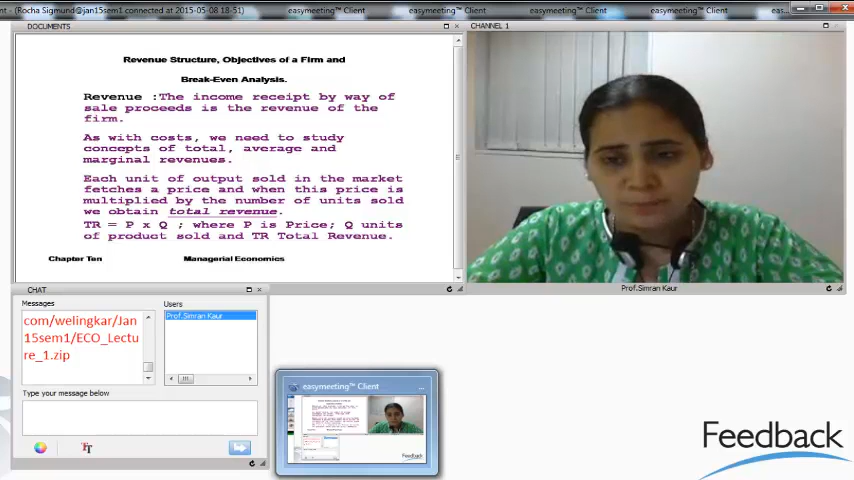 nt - (Rocha Sigmund@jan15sem1:connected at 2015-05-08 18-51)
easymeeting™ Client
easymeeting™ Client
easymeeting™ Client
eas...
DOCUMENTS
CHANNEL 1
Revenue Structure, Objectives of a Firm and
Break-Even Analysis.
Revenue :The income receipt by way of
sale proceeds is the revenue of the
firm.
As with costs, we need to study
concepts of total, average and
marginal revenues.
Each unit of output sold in the market
fetches a price and when this price is
multiplied by the number of units sold
we obtain total revenue.
TR = P x Q ; where P is Price; Q units
of product sold and TR Total Revenue.
Chapter Ten
Managerial Economics
Prof.Simran Kaur
CHAT
Messages
com/welingkar/Jan
15sem1/ECO_Lectu
re_1.zip
Users
Prof.Simran Kaur
Type your message below
easymeeting™ Client
...
Feedback